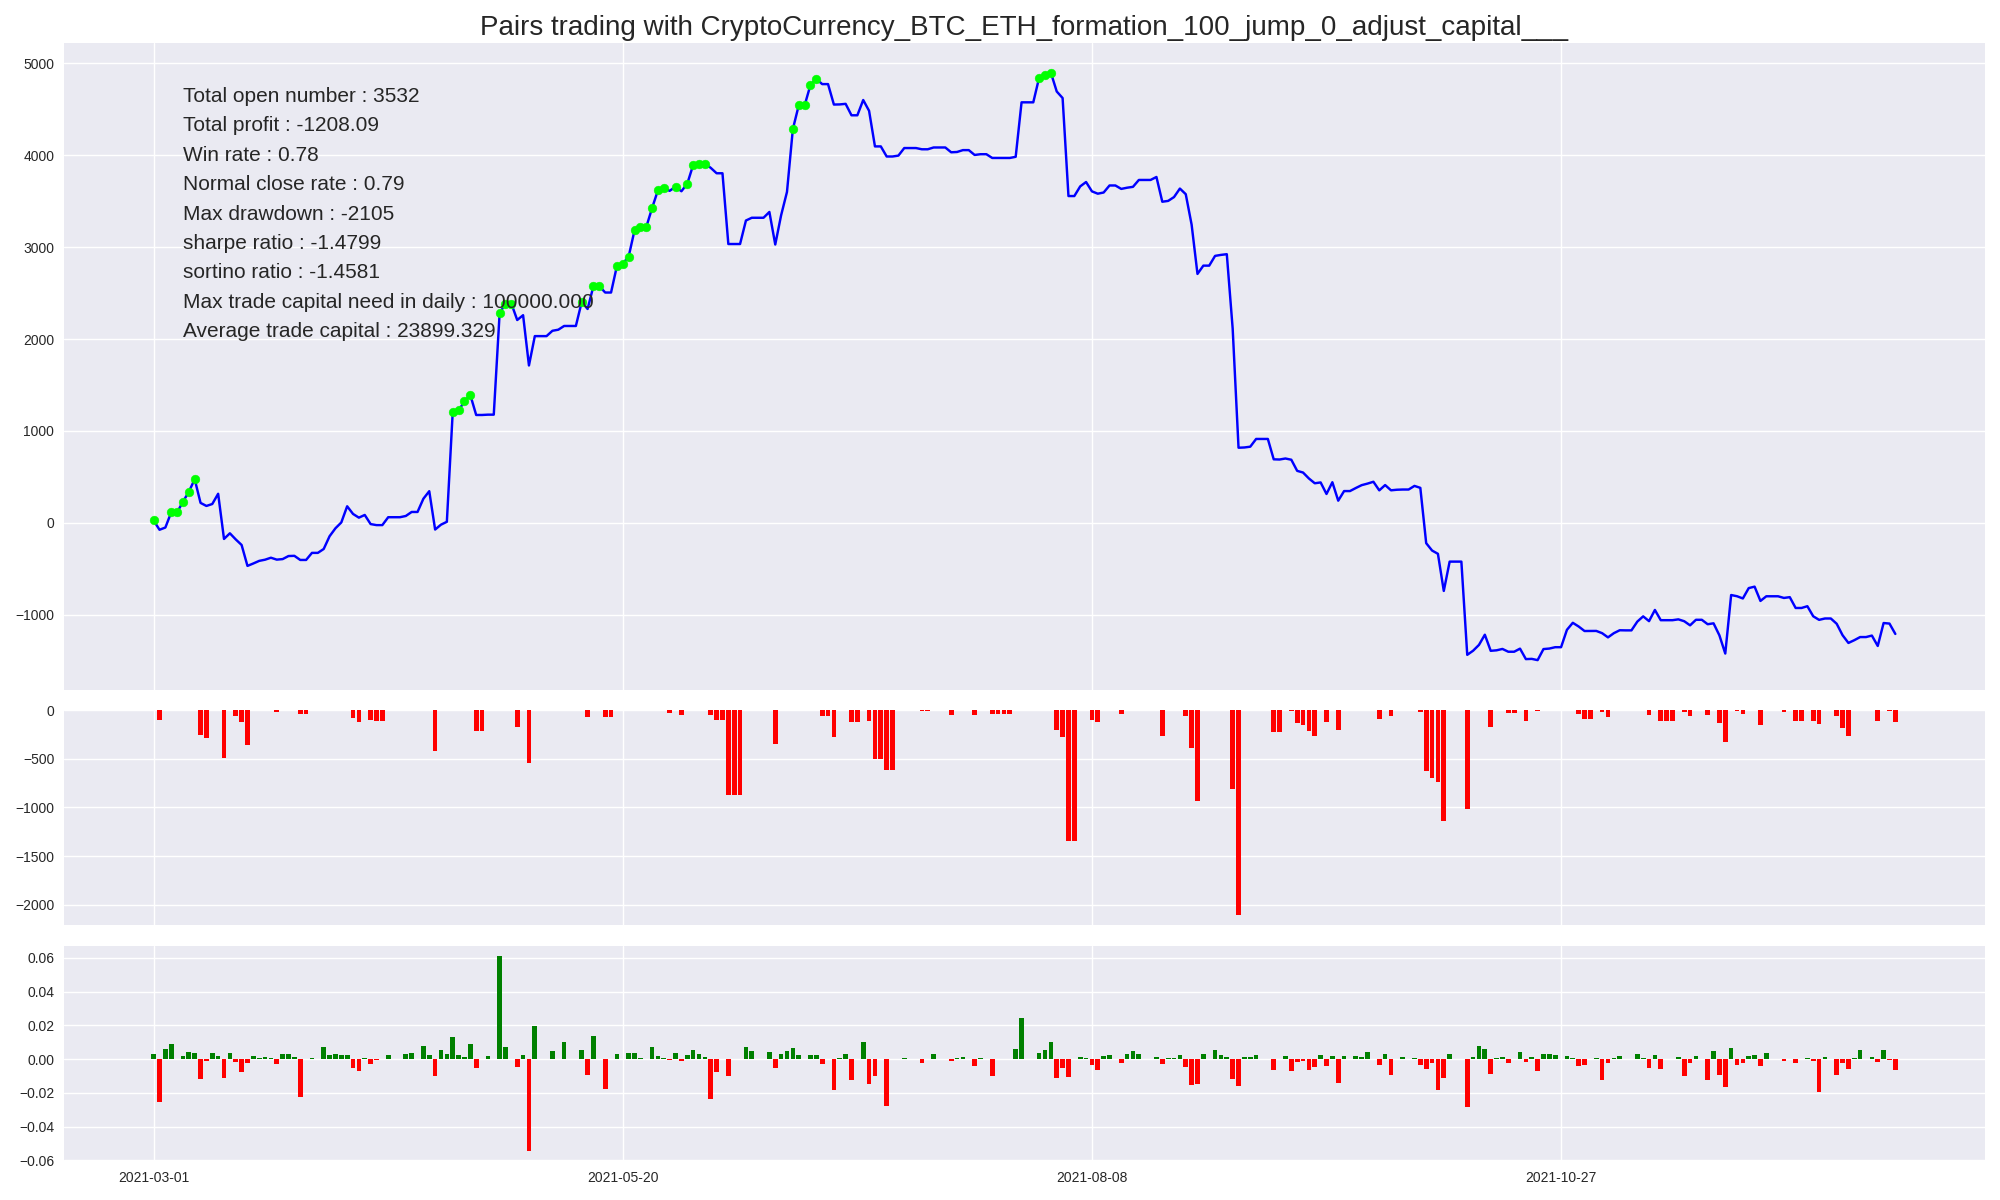 Pairs trading with CryptoCurrency_BTC_ETH_formation_100_jump_0_adjust_capital___
5000
4000
3000
2000
1000
0
−1000
Total open number : 3532
Total profit : -1208.09
Win rate : 0.78
Normal close rate : 0.79
Max drawdown : -2105
sharpe ratio : -1.4799
sortino ratio : -1.4581
Max trade capital need in daily : 100000.000
Average trade capital : 23899.329
0
−500
−1000
−1500
−2000
0.06
0.04
0.02
0.00
−0.02
−0.04
−0.06
2021-03-01
2021-05-20
2021-08-08
2021-10-27